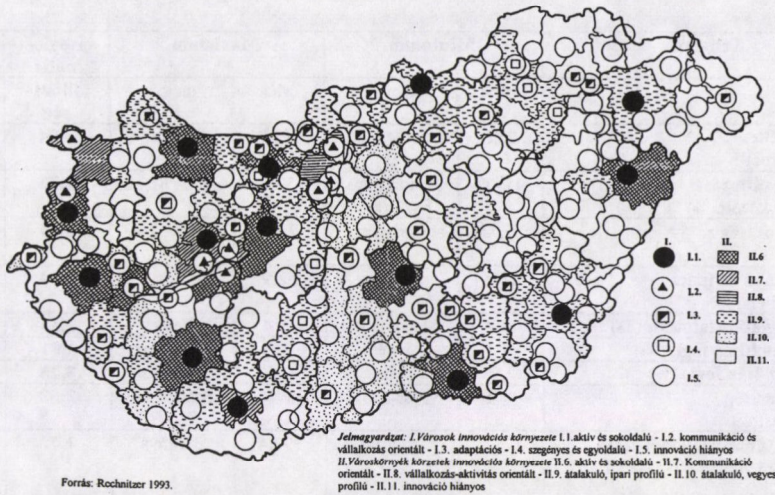 I. II.
I.1. II.6
I.2. II.7.
I.3. II.8.
II.9.
I.4. II.10.
I.5. II.11.
Jelmagyarázat: I.Városok innovációs környezete I.1.aktív és sokoldalú - I.2. kommunikáció és
vállalkozás orientált - I.3. adaptációs - I.4. szegényes és egyoldalú - I.5. innováció hiányos
II.Városkörnyék körzetek innovációs környezete II.6. aktív és sokoldalú - II.7. Kommunikáció
orientált - II.8. vállalkozás-aktivitás orientált - II.9. átalakuló, ipari profilú - II.10. átalakuló, vegyes
profilú - II.11. innováció hiányos
Forrás: Rechnitzer 1993.